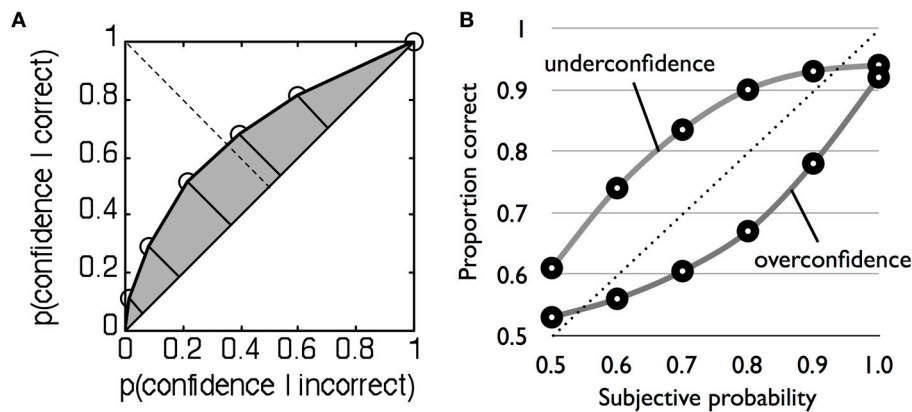 A
p(confidence | correct)
1
0.8
0.6
0.4
0.2
0
0 0.2 0.4 0.6 0.8 1
p(confidence | incorrect)
B
Proportion correct
1
0.9
0.8
0.7
0.6
0.5
underconfidence
overconfidence
0.5 0.6 0.7 0.8 0.9 1.0
Subjective probability